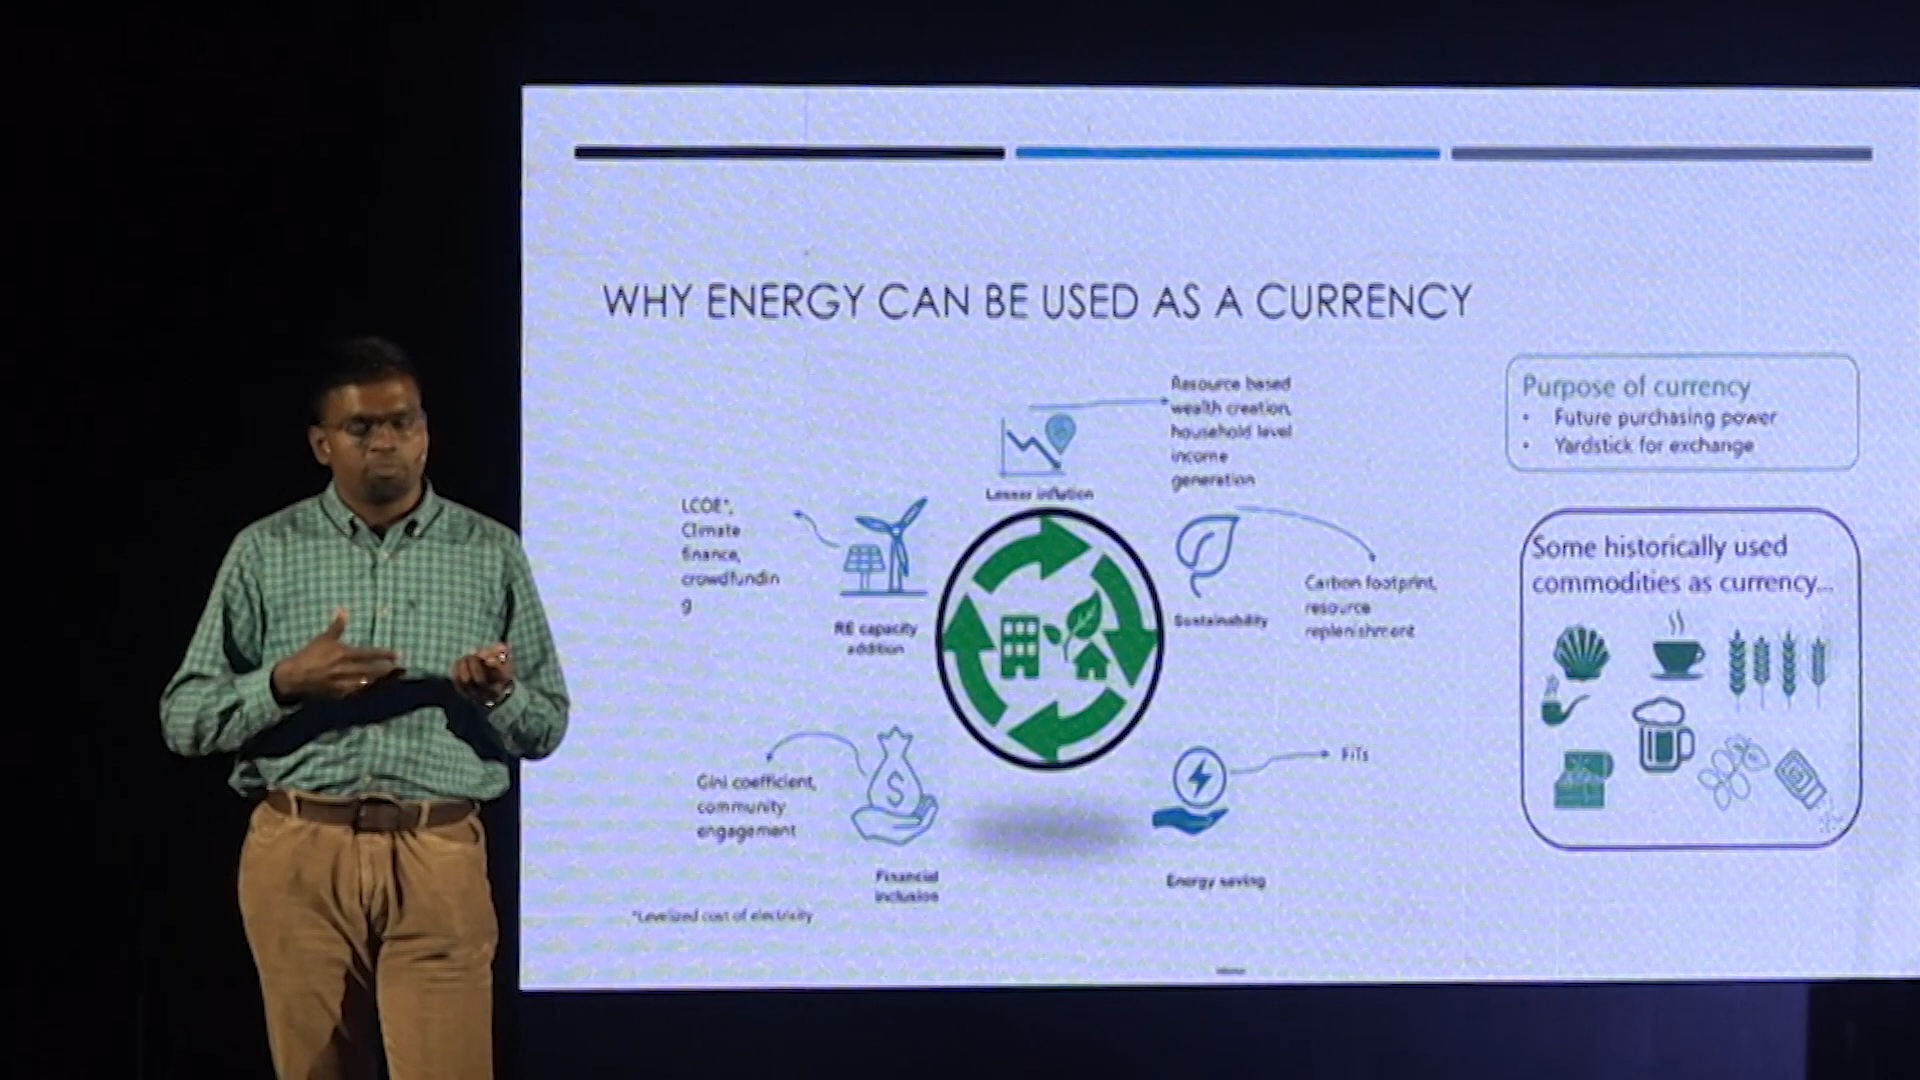 WHY ENERGY CAN BE USED AS A CURRENCY
Resource based
wealth creation,
household level
income
generation
Lesser inflation
LCOE*,
Climate
finance,
crowdfundin
g
RE capacity
addition
Sustainability
Carbon footprint,
resource
replenishment
Gini coefficient,
community
engagement
$
Financial
inclusion
FiTs
Energy saving
*Levelized cost of electricity
Purpose of currency
• Future purchasing power
• Yardstick for exchange
Some historically used
commodities as currency...